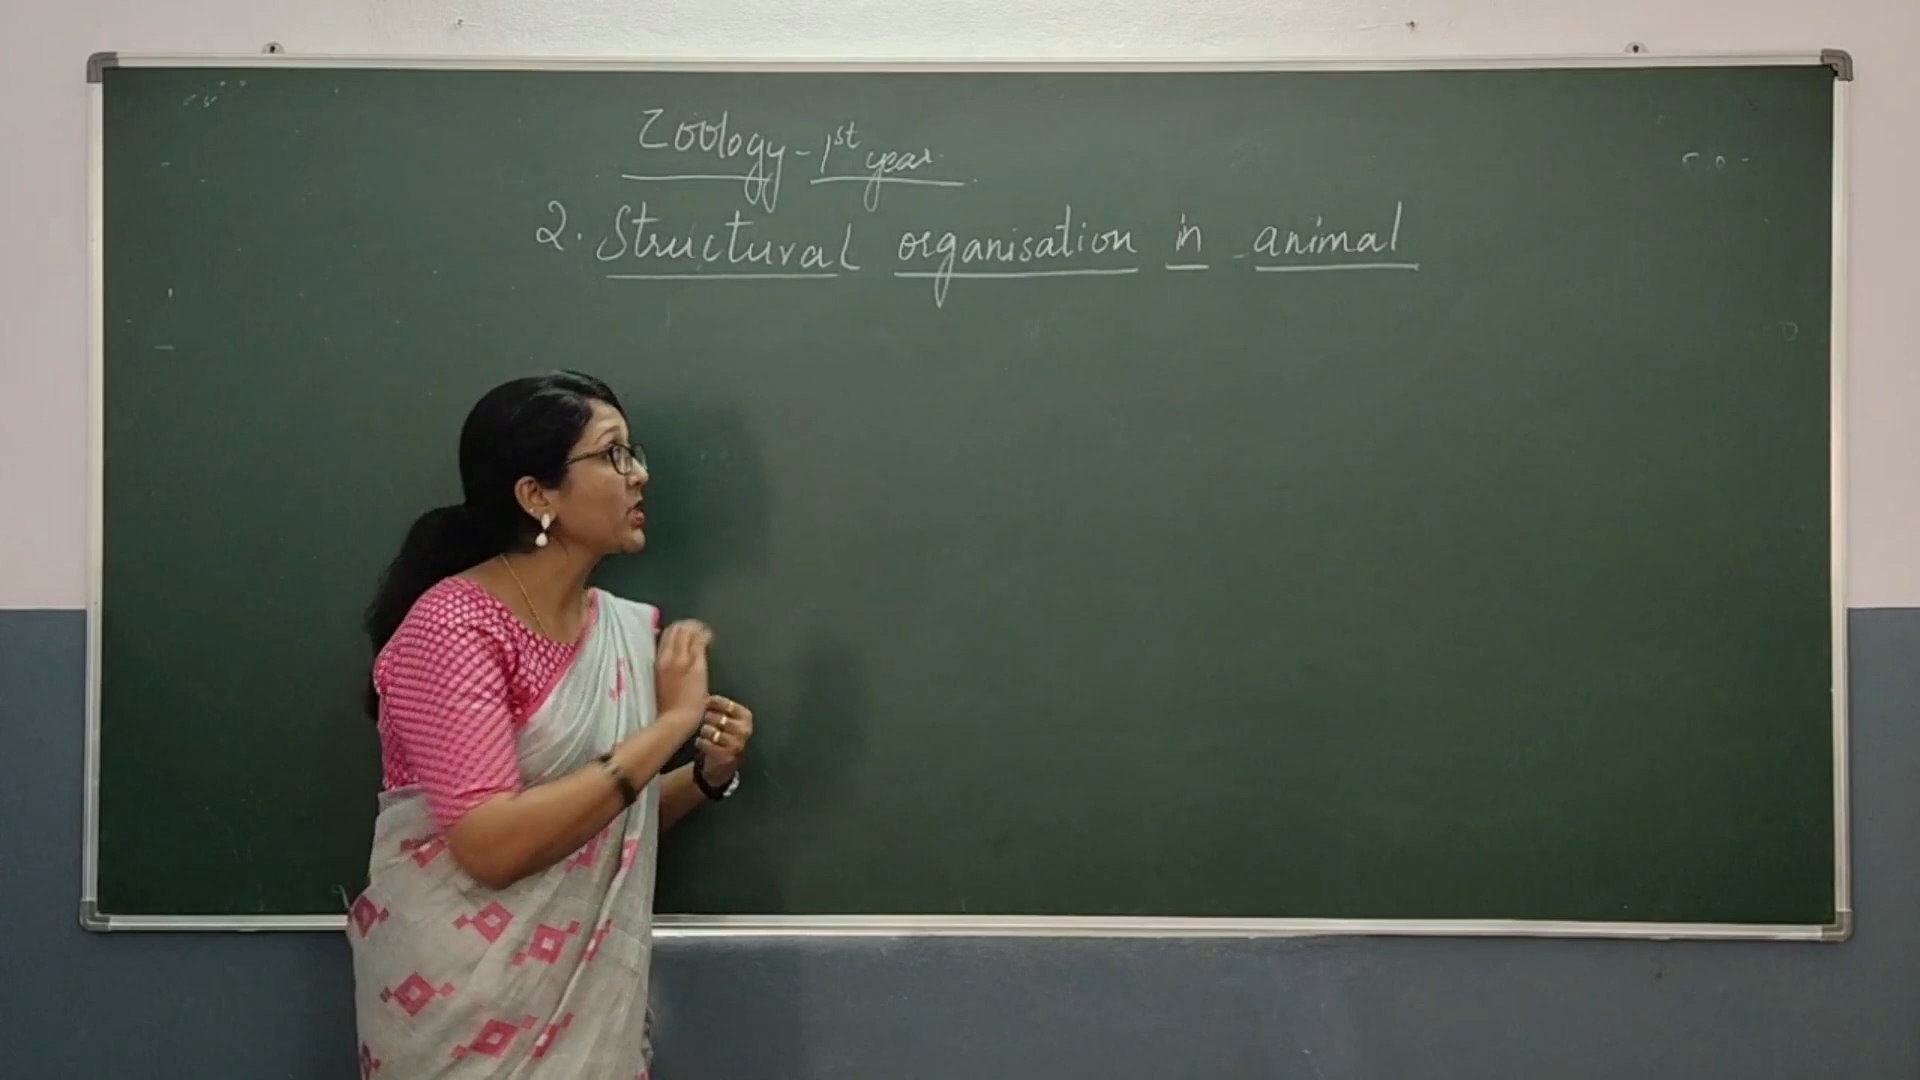 Zoology - 1st year.
2. Structural organisation in animal